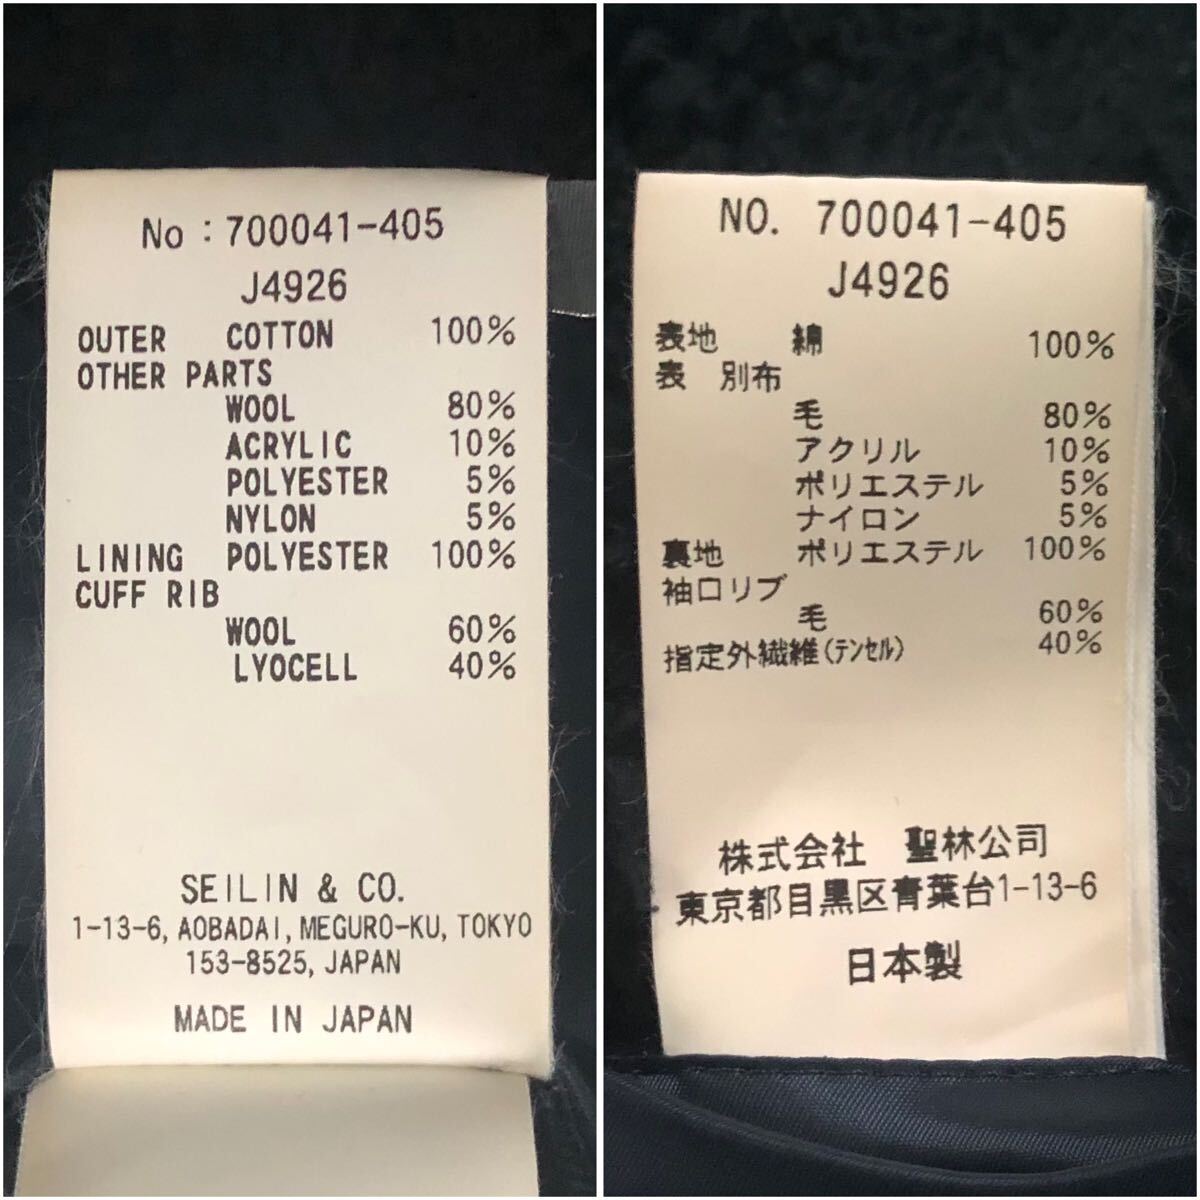 No : 700041-405
J4926
OUTER COTTON 100%
OTHER PARTS
WOOL 80%
ACRYLIC 10%
POLYESTER 5%
NYLON 5%
LINING POLYESTER 100%
CUFF RIB
WOOL 60%
LYOCELL 40%
SEILIN & CO.
1-13-6, AOBADAI, MEGURO-KU, TOKYO
153-8525, JAPAN
MADE IN JAPAN
NO. 700041-405
J4926
表地 綿 100%
表 別布
毛 80%
アクリル 10%
ポリエステル 5%
ナイロン 5%
裏地 ポリエステル 100%
袖口リブ
毛 60%
指定外繊維(テンセル) 40%
株式会社 聖林公司
東京都目黒区青葉台1-13-6
日本製